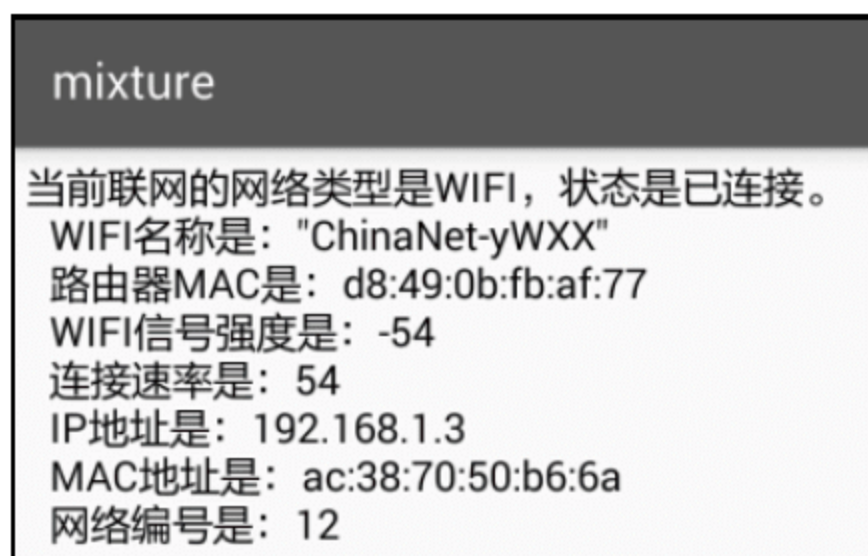 mixture
当前联网的网络类型是WIFI，状态是已连接。
WIFI名称是："ChinaNet-yWXX"
路由器MAC是：d8:49:0b:fb:af:77
WIFI信号强度是：-54
连接速率是：54
IP地址是：192.168.1.3
MAC地址是：ac:38:70:50:b6:6a
网络编号是：12